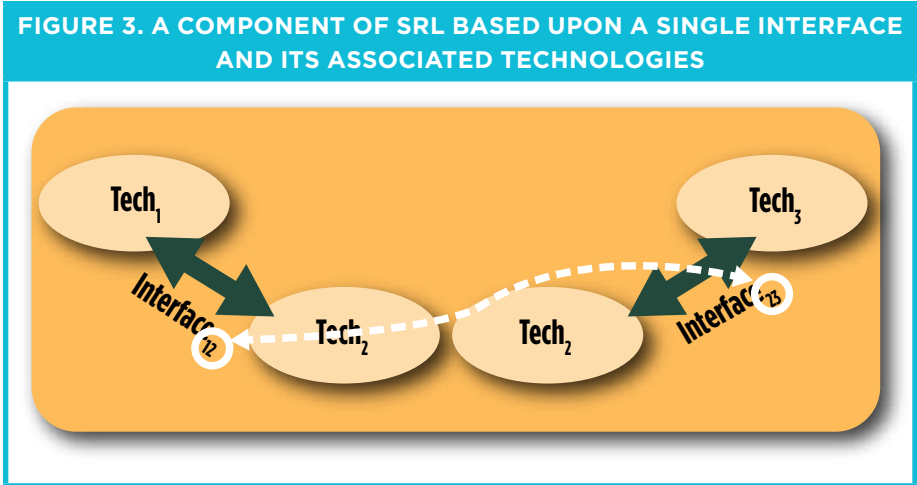 FIGURE 3. A COMPONENT OF SRL BASED UPON A SINGLE INTERFACE
AND ITS ASSOCIATED TECHNOLOGIES
Tech₁
Tech₃
Interface₁₂
Interface₂₃
Tech₂
Tech₂